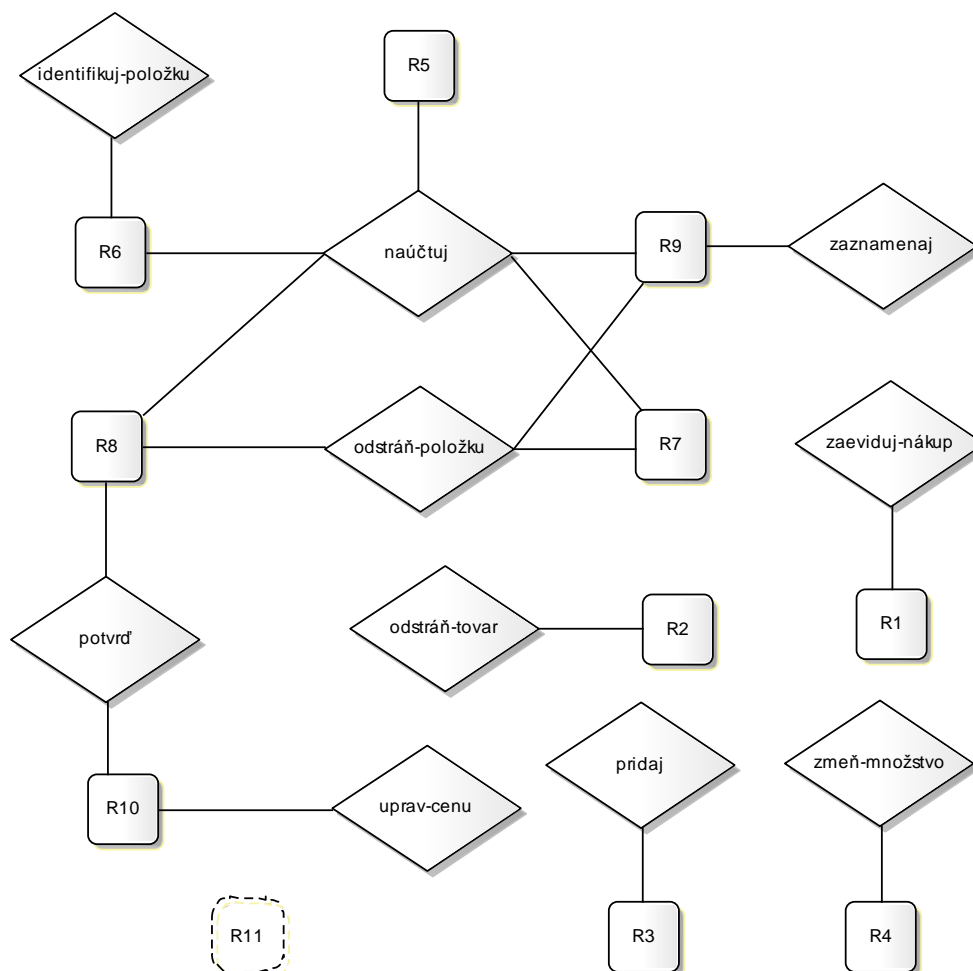 R5
identifikuj-položku
R6
naúčtuj
R9
zaznamenaj
R8
odstráň-položku
R7
zaeviduj-nákup
potvrď
odstráň-tovar
R2
R1
pridaj
zmeň-množstvo
R10
uprav-cenu
R11
R3
R4